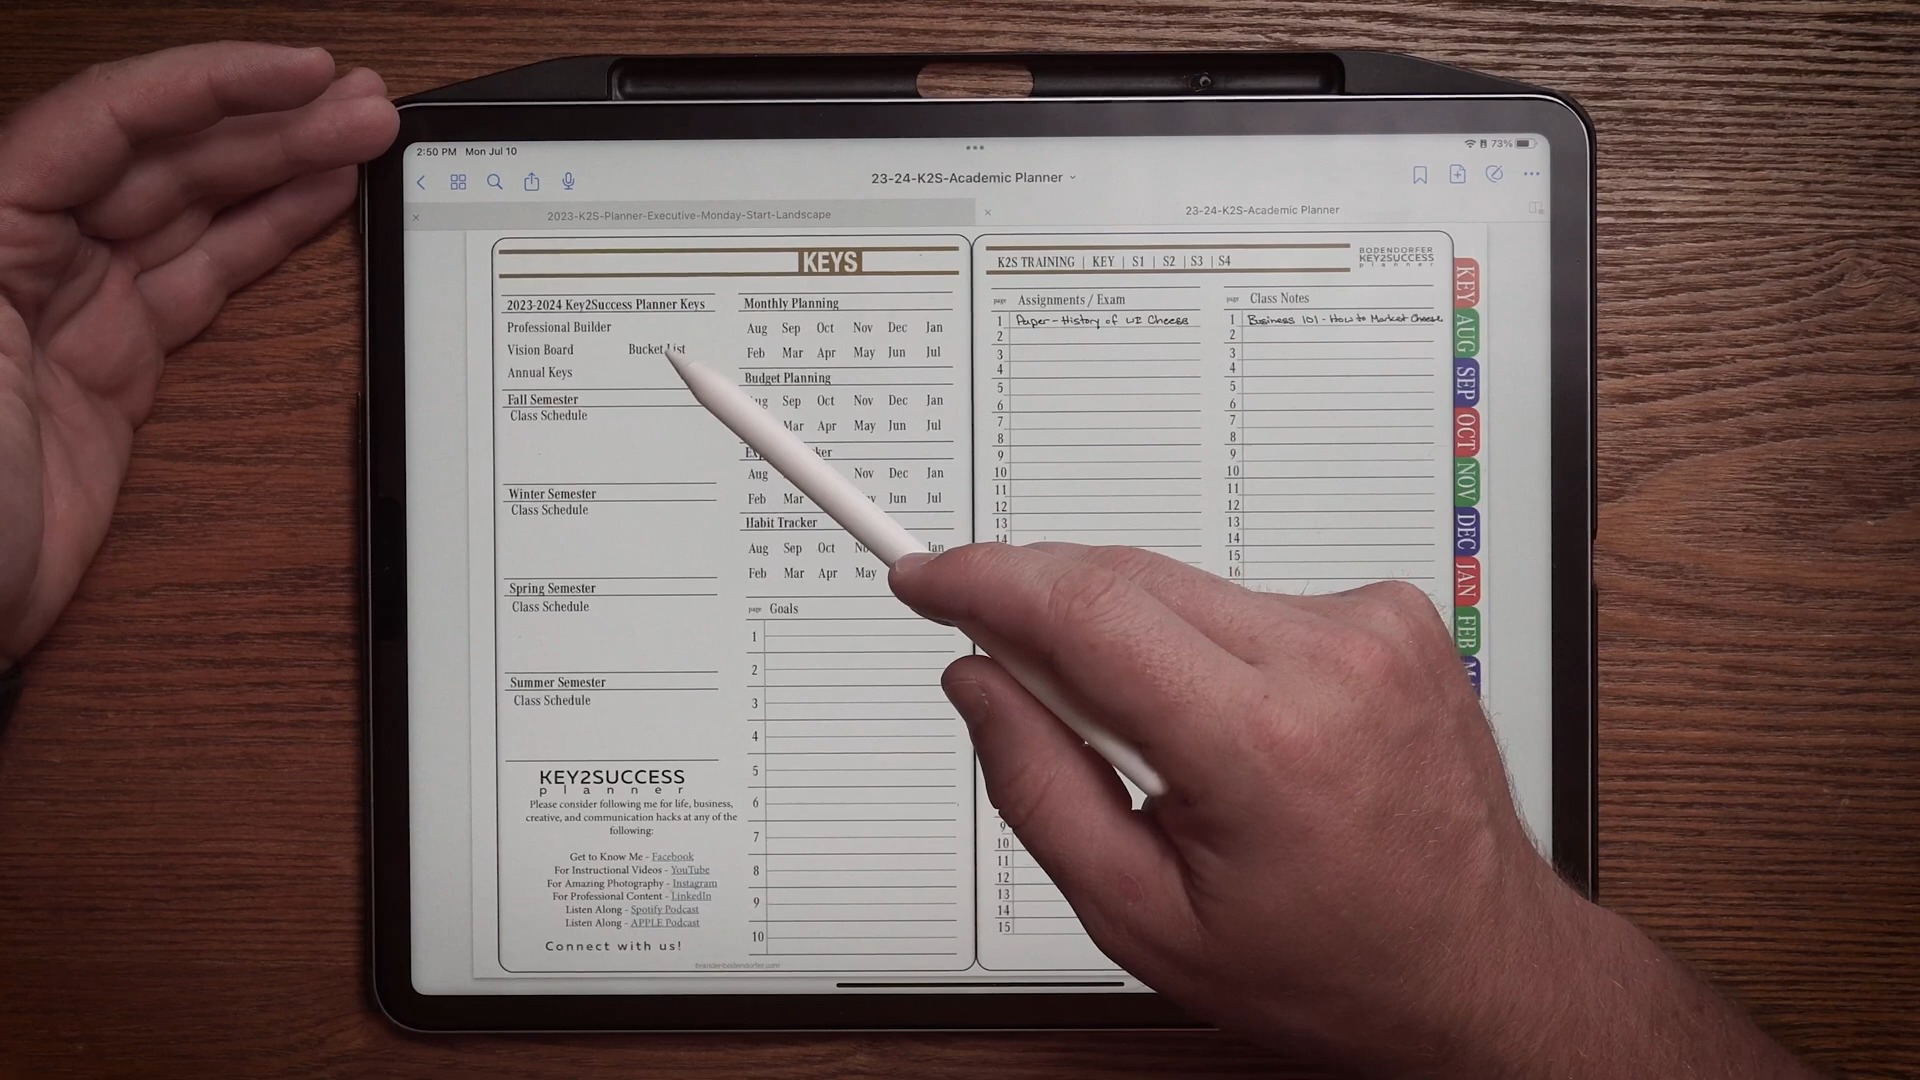 2:50 PM Mon Jul 10
73%
23-24-K2S-Academic Planner
2023-K2S-Planner-Executive-Monday-Start-Landscape
23-24-K2S-Academic Planner
KEYS
2023-2024 Key2Success Planner Keys
Professional Builder
Vision Board Bucket List
Annual Keys
Fall Semester
Class Schedule
Winter Semester
Class Schedule
Spring Semester
Class Schedule
Summer Semester
Class Schedule
KEY2SUCCESS
planner
Please consider following me for life, business,
creative, and communication hacks at any of the
following:
Get to Know Me - Facebook
For Instructional Videos - YouTube
For Amazing Photography - Instagram
For Professional Content - LinkedIn
Listen Along - Spotify Podcast
Listen Along - APPLE Podcast
Connect with us!
Monthly Planning
Aug Sep Oct Nov Dec Jan
Feb Mar Apr May Jun Jul
Budget Planning
Sep Oct Nov Dec Jan
Mar Apr May Jun Jul
Aug Nov Dec Jan
Feb Mar Jun Jul
Habit Tracker
Aug Sep Oct Jan
Feb Mar Apr May
page Goals
1
2
3
4
5
6
7
8
9
10
brandenbodendorfer.com
K2S TRAINING | KEY | S1 | S2 | S3 | S4
BODENDORFER
KEY2SUCCESS
planner
page Assignments / Exam
1 Paper - History of WI Cheese
2
3
4
5
6
7
8
9
10
11
12
13
14
9
10
11
12
13
14
15
page Class Notes
1 Business 101 - How to Market Cheese
2
3
4
5
6
7
8
9
10
11
12
13
14
15
16
KEY
AUG
SEP
OCT
NOV
DEC
JAN
FEB